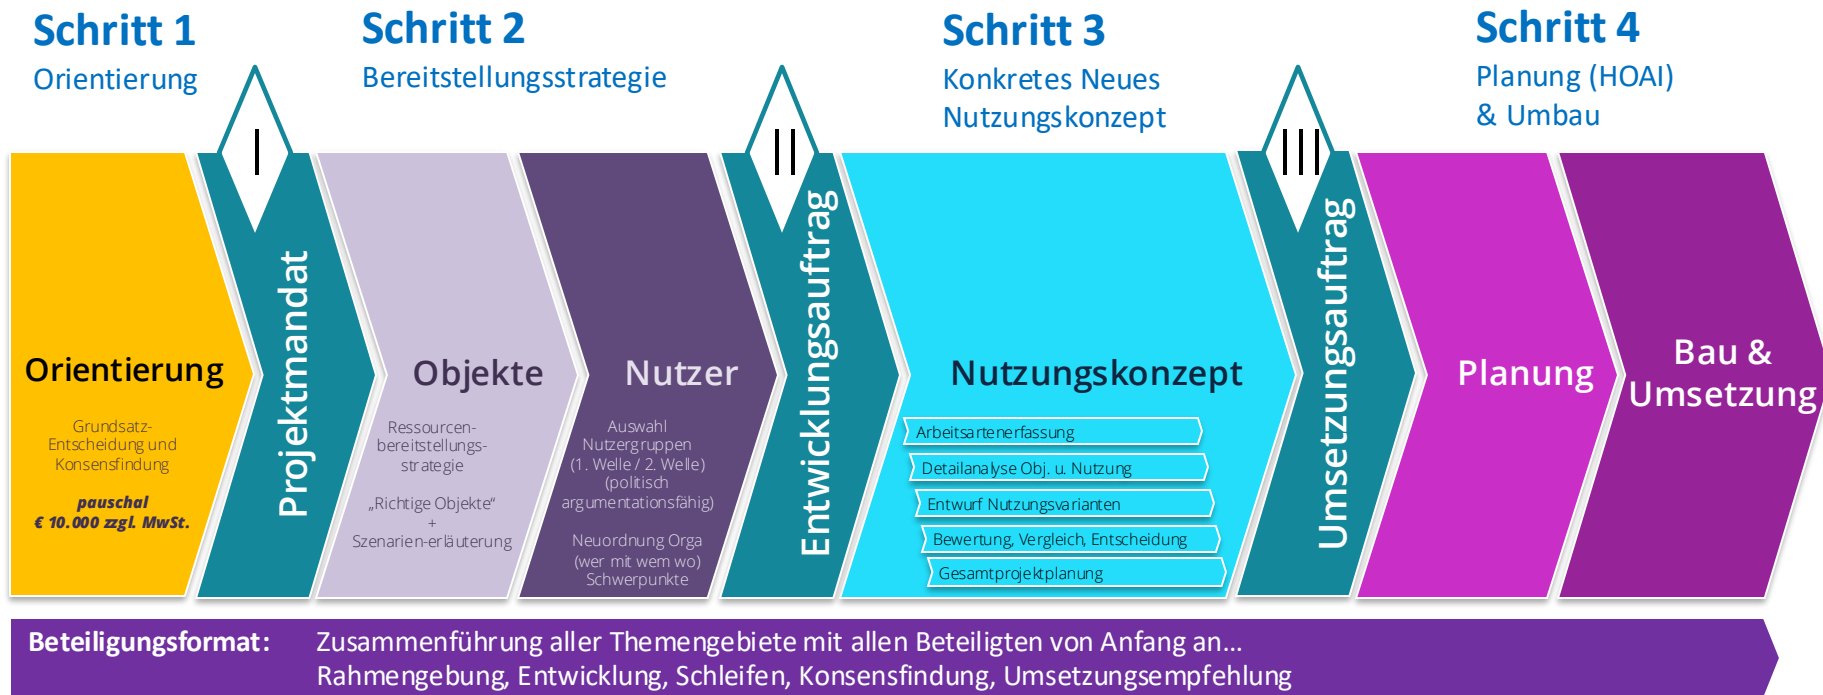 Schritt 1
Orientierung
Schritt 2
Bereitstellungsstrategie
Schritt 3
Konkretes Neues
Nutzungskonzept
Schritt 4
Planung (HOAI)
& Umbau
I
II
III
Orientierung
Grundsatz-
Entscheidung und
Konsensfindung
pauschal
€ 10.000 zzgl. MwSt.
Projektmandat
Objekte
Ressourcen-
bereitstellungs-
strategie
„Richtige Objekte“
+
Szenarien-erläuterung
Nutzer
Auswahl
Nutzergruppen
(1. Welle / 2. Welle)
(politisch
argumentationsfähig)
Neuordnung Orga
(wer mit wem wo)
Schwerpunkte
Entwicklungsauftrag
Nutzungskonzept
Arbeitsartenerfassung
Detailanalyse Obj. u. Nutzung
Entwurf Nutzungsvarianten
Bewertung, Vergleich, Entscheidung
Gesamtprojektplanung
Umsetzungsauftrag
Planung
Bau &
Umsetzung
Beteiligungsformat: Zusammenführung aller Themengebiete mit allen Beteiligten von Anfang an...
Rahmengebung, Entwicklung, Schleifen, Konsensfindung, Umsetzungsempfehlung